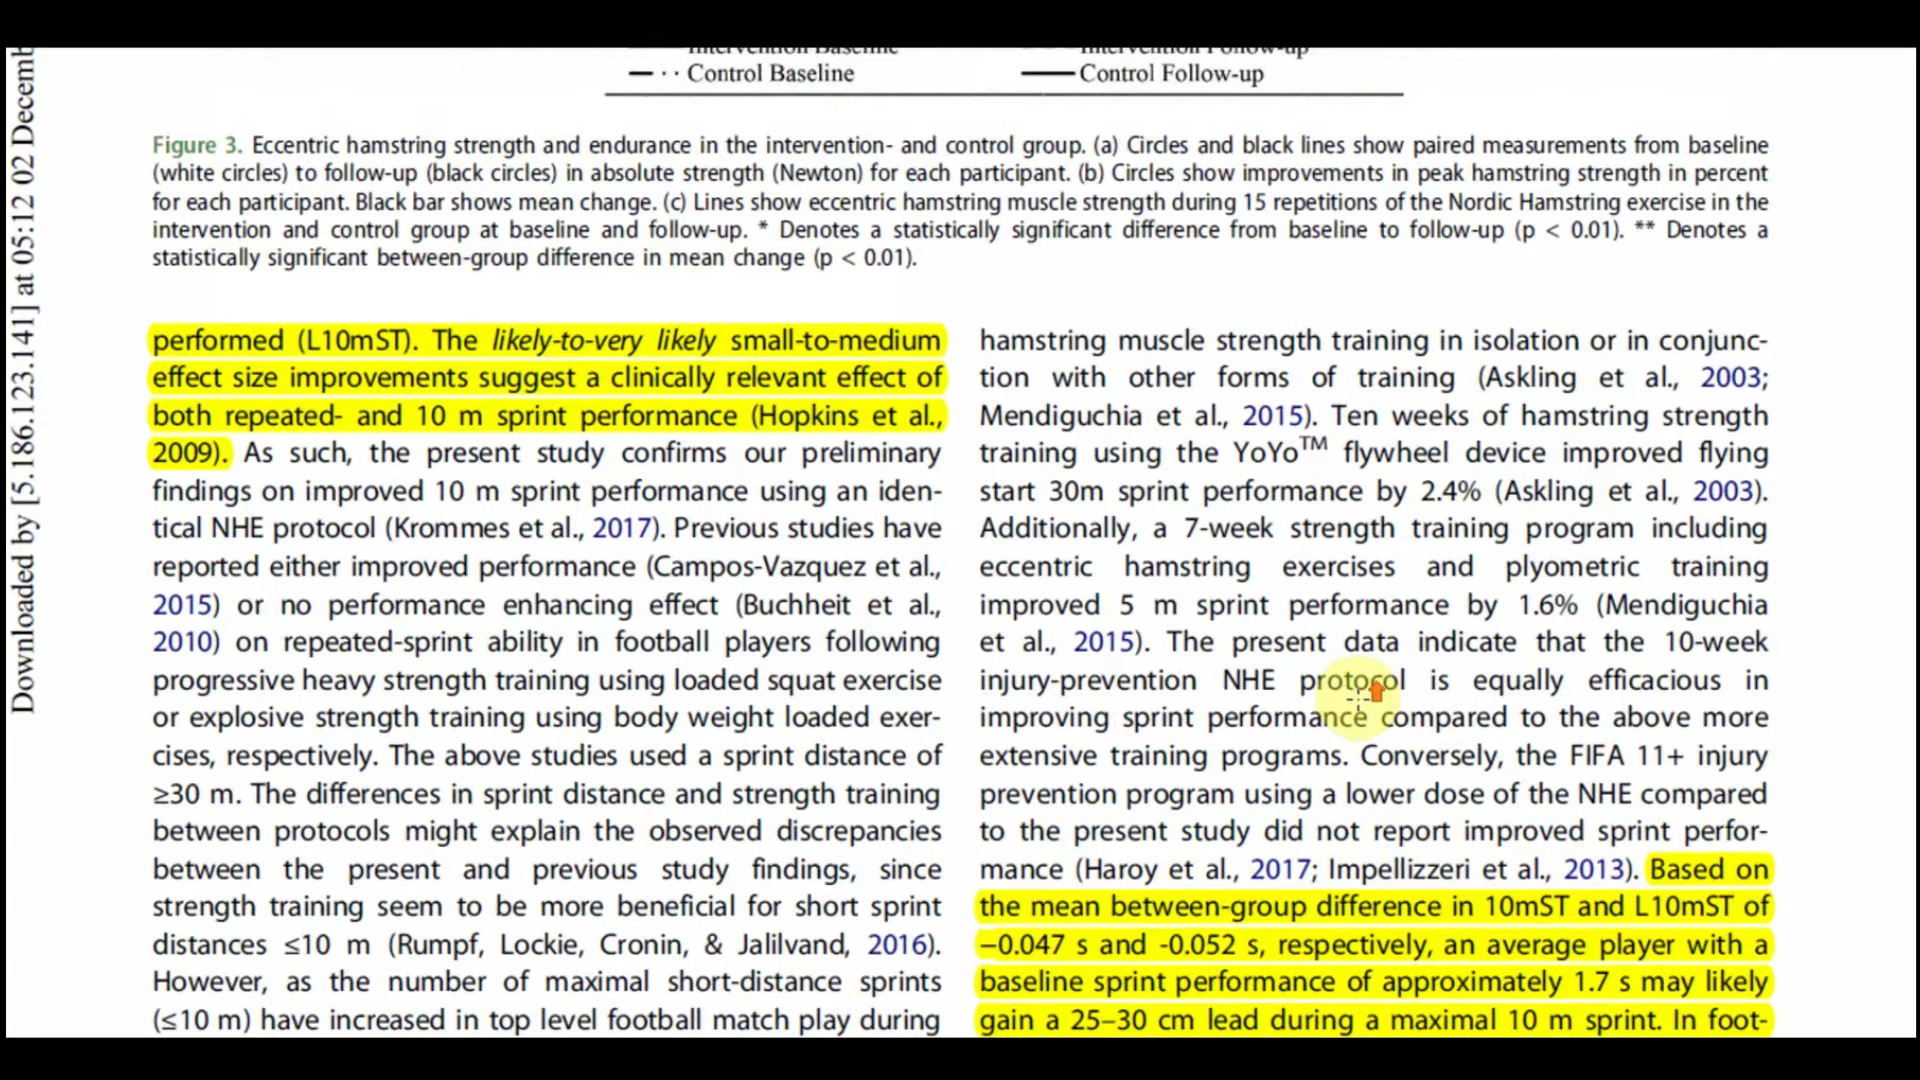 Intervention Baseline
Intervention Follow-up
Control Baseline
Control Follow-up
Downloaded by [5.186.123.141] at 05:12 02 Decemb
Figure 3. Eccentric hamstring strength and endurance in the intervention- and control group. (a) Circles and black lines show paired measurements from baseline
(white circles) to follow-up (black circles) in absolute strength (Newton) for each participant. (b) Circles show improvements in peak hamstring strength in percent
for each participant. Black bar shows mean change. (c) Lines show eccentric hamstring muscle strength during 15 repetitions of the Nordic Hamstring exercise in the
intervention and control group at baseline and follow-up. * Denotes a statistically significant difference from baseline to follow-up (p < 0.01). ** Denotes a
statistically significant between-group difference in mean change (p < 0.01).
performed (L10mST). The likely-to-very likely small-to-medium
effect size improvements suggest a clinically relevant effect of
both repeated- and 10 m sprint performance (Hopkins et al.,
2009). As such, the present study confirms our preliminary
findings on improved 10 m sprint performance using an iden-
tical NHE protocol (Krommes et al., 2017). Previous studies have
reported either improved performance (Campos-Vazquez et al.,
2015) or no performance enhancing effect (Buchheit et al.,
2010) on repeated-sprint ability in football players following
progressive heavy strength training using loaded squat exercise
or explosive strength training using body weight loaded exer-
cises, respectively. The above studies used a sprint distance of
≥30 m. The differences in sprint distance and strength training
between protocols might explain the observed discrepancies
between the present and previous study findings, since
strength training seem to be more beneficial for short sprint
distances ≤10 m (Rumpf, Lockie, Cronin, & Jalilvand, 2016).
However, as the number of maximal short-distance sprints
(≤10 m) have increased in top level football match play during
hamstring muscle strength training in isolation or in conjunc-
tion with other forms of training (Askling et al., 2003;
Mendiguchia et al., 2015). Ten weeks of hamstring strength
training using the YoYo™ flywheel device improved flying
start 30m sprint performance by 2.4% (Askling et al., 2003).
Additionally, a 7-week strength training program including
eccentric hamstring exercises and plyometric training
improved 5 m sprint performance by 1.6% (Mendiguchia
et al., 2015). The present data indicate that the 10-week
injury-prevention NHE protocol is equally efficacious in
improving sprint performance compared to the above more
extensive training programs. Conversely, the FIFA 11+ injury
prevention program using a lower dose of the NHE compared
to the present study did not report improved sprint perfor-
mance (Haroy et al., 2017; Impellizzeri et al., 2013). Based on
the mean between-group difference in 10mST and L10mST of
−0.047 s and -0.052 s, respectively, an average player with a
baseline sprint performance of approximately 1.7 s may likely
gain a 25–30 cm lead during a maximal 10 m sprint. In foot-